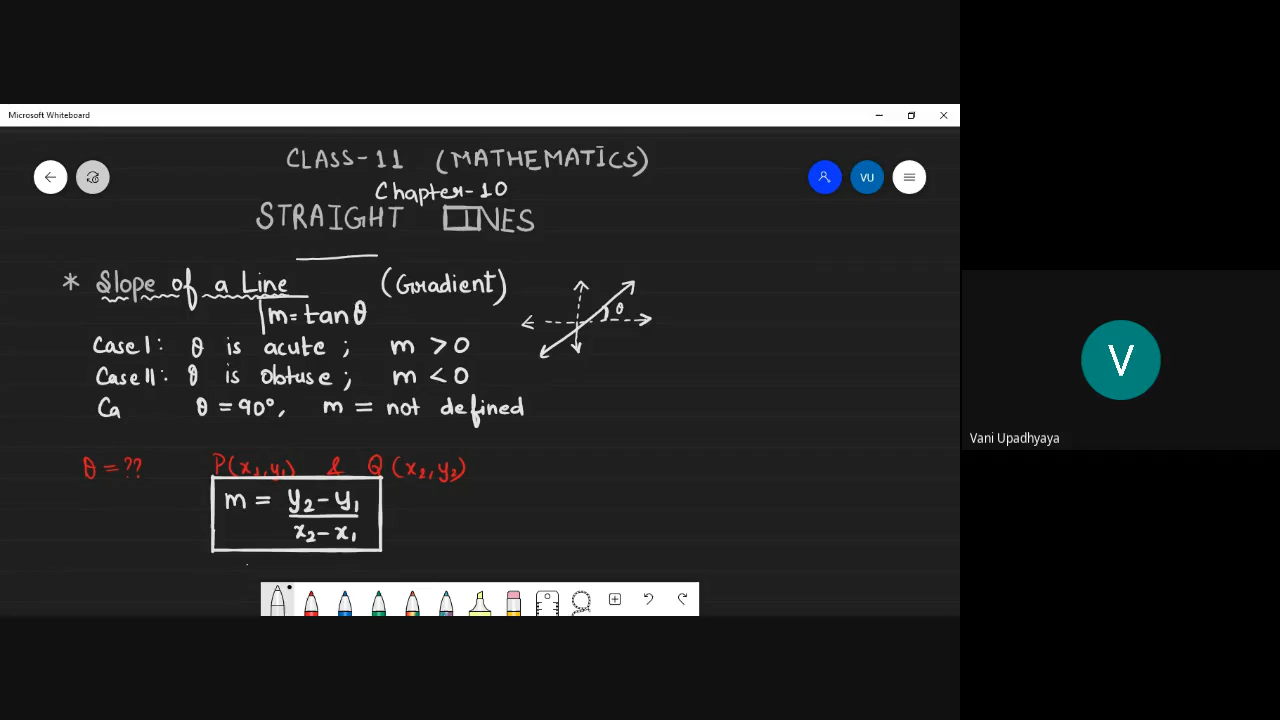 Microsoft Whiteboard
CLASS-11 (MATHEMATICS)
Chapter-10
STRAIGHT LINES
VU
* Slope of a Line (Gradient)
m = tan θ
θ
Case I: θ is acute; m > 0
Case II: θ is obtuse; m < 0
Ca θ = 90°, m = not defined
θ = ?? P(x₁,y₁) & Q(x₂,y₂)
m = y₂ - y₁
x₂ - x₁
V
Vani Upadhyaya